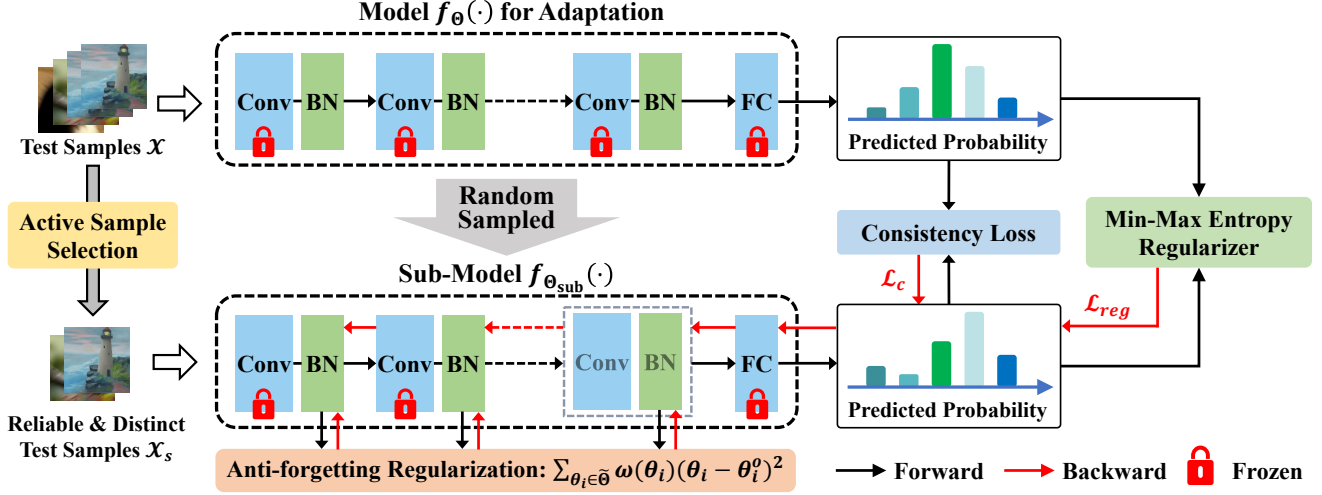 Model f_Θ(·) for Adaptation
Conv BN Conv BN Conv BN FC
Predicted Probability
Test Samples 𝒳
Active Sample
Selection
Random
Sampled
Consistency Loss
Min-Max Entropy
Regularizer
ℒ_c
ℒ_reg
Sub-Model f_Θ_sub(·)
Conv BN Conv BN Conv BN FC
Predicted Probability
Reliable & Distinct
Test Samples 𝒳_s
Anti-forgetting Regularization: ∑_{θ_i∈Θ̃} ω(θ_i)(θ_i − θ_i^o)^2
Forward Backward Frozen